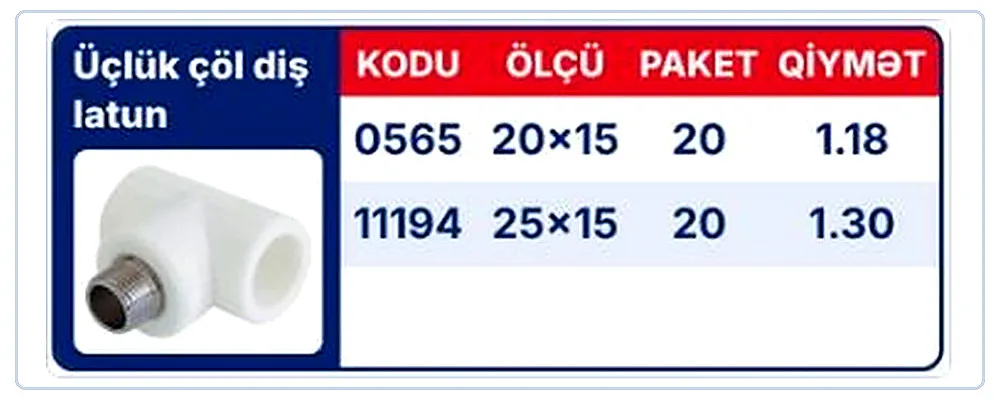 Üçlük çöl diş
latun
KODU ÖLÇÜ PAKET QİYMƏT
0565 20×15 20 1.18
11194 25×15 20 1.30